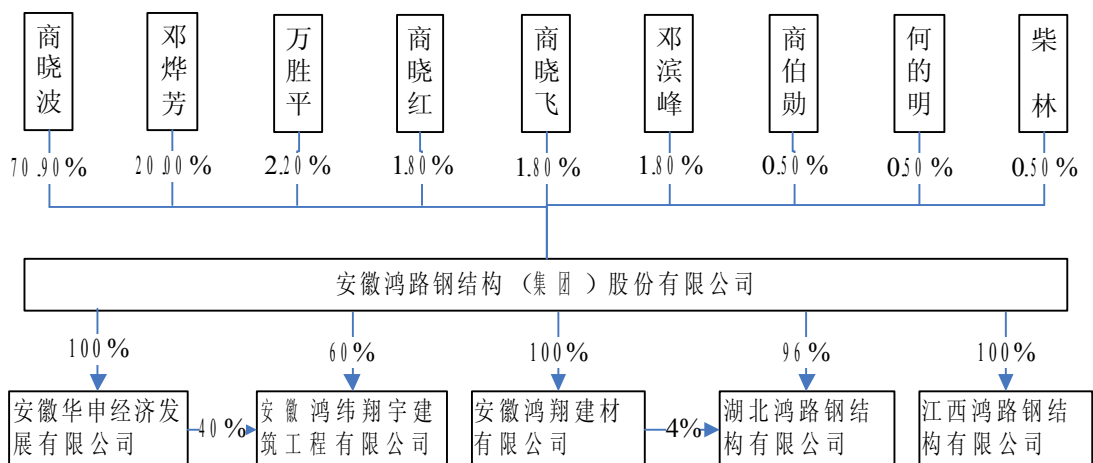 商晓波
邓烨芳
万胜平
商晓红
商晓飞
邓滨峰
商伯勋
何的明
柴林
70.90%
20.00%
2.20%
1.80%
1.80%
1.80%
0.50%
0.50%
0.50%
安徽鸿路钢结构（集团）股份有限公司
100%
60%
100%
96%
100%
安徽华申经济发
展有限公司
40%
安徽鸿纬翔宇建
筑工程有限公司
安徽鸿翔建材
有限公司
4%
湖北鸿路钢结
构有限公司
江西鸿路钢结
构有限公司